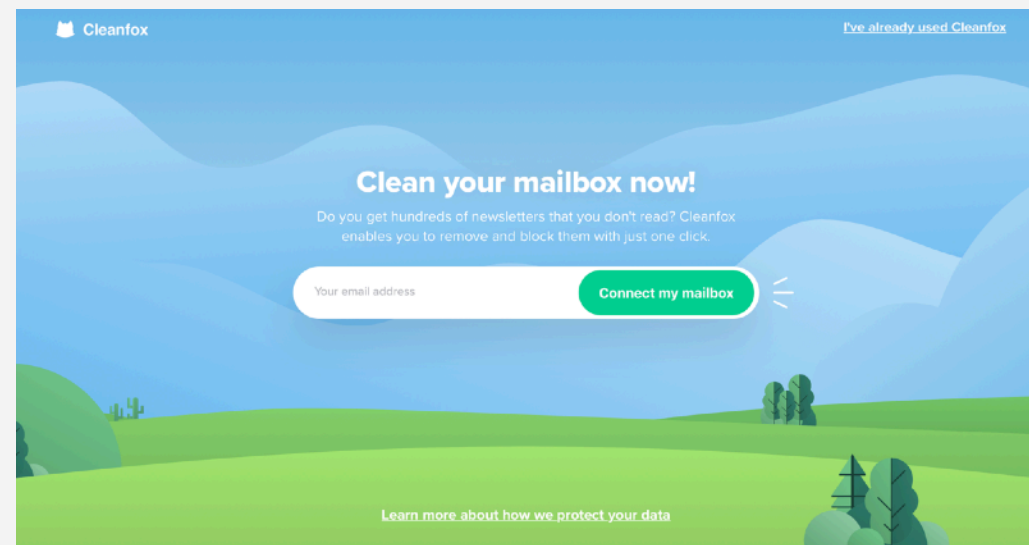 Cleanfox
I've already used Cleanfox
Clean your mailbox now!
Do you get hundreds of newsletters that you don't read? Cleanfox
enables you to remove and block them with just one click.
Your email address
Connect my mailbox
Learn more about how we protect your data